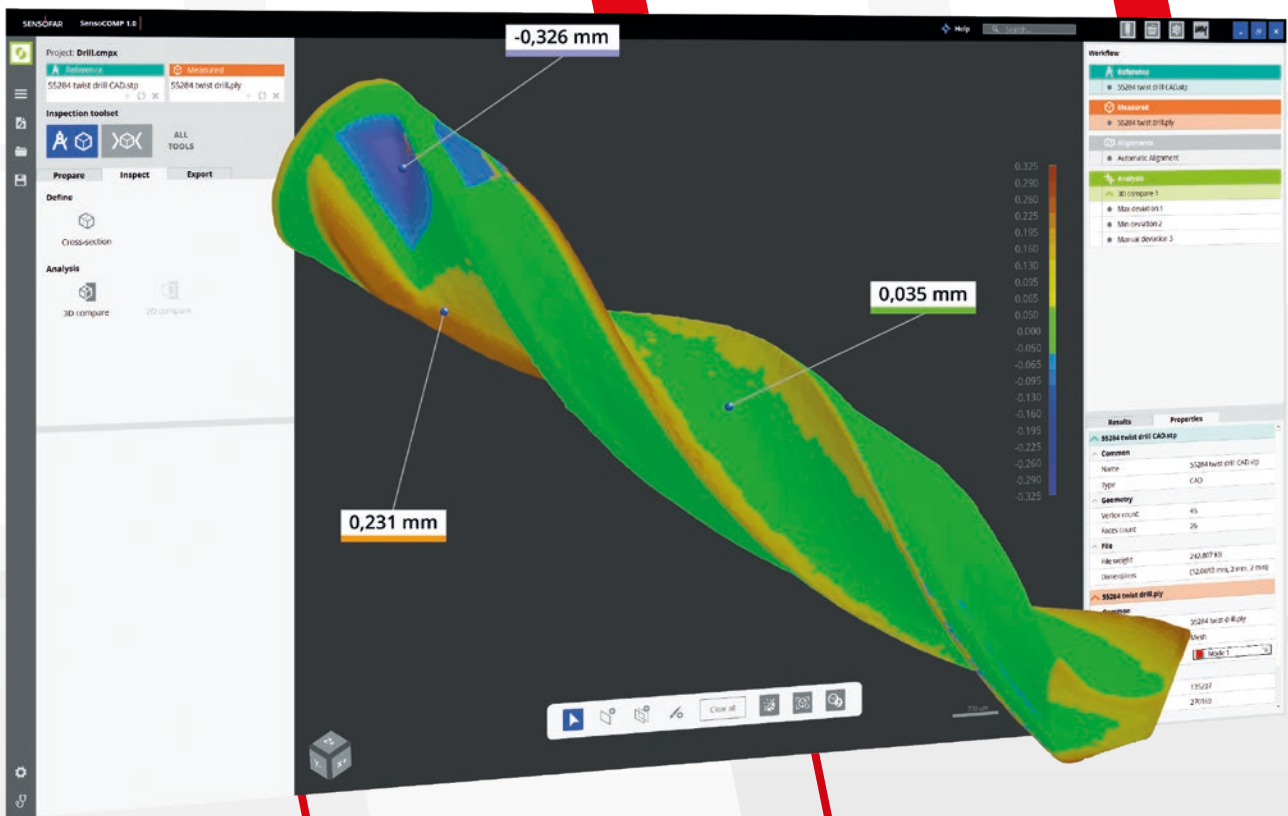 SENSOFAR SensoCOMP 1.0
Help
Search...
Project: Drill.cmpx
Reference
Measured
55284 twist drill CAD.stp
55284 twist drill.ply
Inspection toolset
ALL
TOOLS
Prepare Inspect Export
Define
Cross-section
Analysis
3D compare
2D compare
-0,326 mm
0,035 mm
0,231 mm
0.325
0.290
0.260
0.225
0.195
0.160
0.130
0.095
0.065
0.050
0.000
-0.050
-0.065
-0.095
-0.130
-0.160
-0.195
-0.225
-0.260
-0.290
-0.325
Clear all
Workflow
Reference
55284 twist drill CAD.stp
Measured
55284 twist drill.ply
Alignments
Automatic Alignment
Analysis
3D compare 1
Max deviation 1
Min deviation 2
Manual deviation 3
Results Properties
55284 twist drill CAD.stp
Common
Name 55284 twist drill CAD.stp
Type CAD
Geometry
Vertex count 45
Faces count 26
File
File weight 242.807 KB
Dimensions
55284 twist drill.ply
Common
55284 twist drill.ply
Mesh
Mode 1